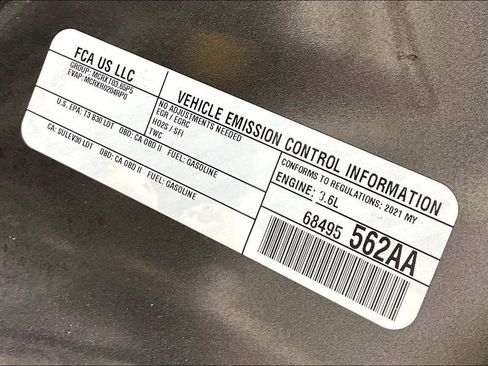 FCA US LLC
GROUP: MCRXT03.65P5
EVAP: MCRXR0204RP0
VEHICLE EMISSION CONTROL INFORMATION
NO ADJUSTMENTS NEEDED
EGR / EGRC
HO2S / SFI
TWC
CONFORMS TO REGULATIONS: 2021 MY
U.S. EPA: T3 B30 LDT OBD: CA OBD II FUEL: GASOLINE
CA: SULEV30 LDT OBD: CA OBD II FUEL: GASOLINE
ENGINE: 3.6L
68495 562AA